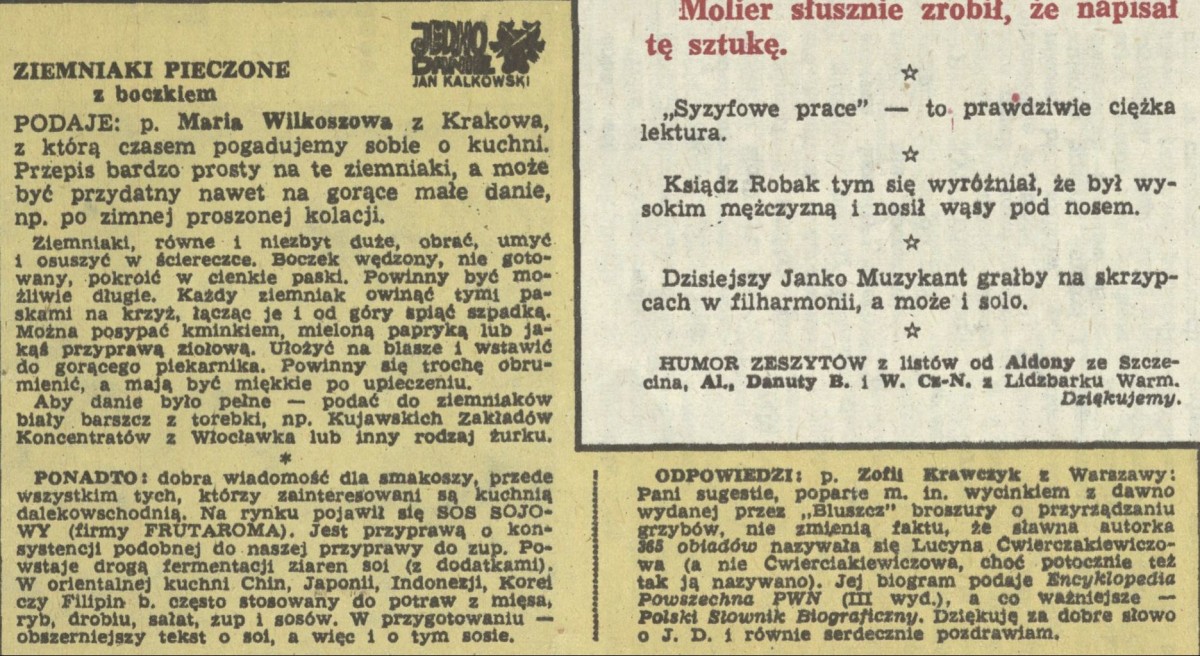 JEDNO
DANIE
JAN KALKOWSKI
ZIEMNIAKI PIECZONE
z boczkiem
PODAJE: p. Maria Wilkoszowa z Krakowa,
z którą czasem pogadujemy sobie o kuchni.
Przepis bardzo prosty na te ziemniaki, a może
być przydatny nawet na gorące małe danie,
np. po zimnej proszonej kolacji.
Ziemniaki, równe i niezbyt duże, obrać, umyć
i osuszyć w ściereczce. Boczek wędzony, nie goto-
wany, pokroić w cienkie paski. Powinny być mo-
żliwie długie. Każdy ziemniak owinąć tymi pa-
skami na krzyż, łącząc je i od góry spiąć szpadką.
Można posypać kminkiem, mieloną papryką lub ja-
kąś przyprawą ziołową. Ułożyć na blasze i wstawić
do gorącego piekarnika. Powinny się trochę obru-
mienić, a mają być miękkie po upieczeniu.
Aby danie było pełne — podać do ziemniaków
biały barszcz z torebki, np. Kujawskich Zakładów
Koncentratów z Włocławka lub inny rodzaj żurku.
*
PONADTO: dobra wiadomość dla smakoszy, przede
wszystkim tych, którzy zainteresowani są kuchnią
dalekowschodnią. Na rynku pojawił się SOS SOJO-
WY (firmy FRUTAROMA). Jest przyprawą o kon-
systencji podobnej do naszej przyprawy do zup. Po-
wstaje drogą fermentacji ziaren soi (z dodatkami).
W orientalnej kuchni Chin, Japonii, Indonezji, Korei
czy Filipin b. często stosowany do potraw z mięsa,
ryb, drobiu, sałat, zup i sosów. W przygotowaniu —
obszerniejszy tekst o soi, a więc i o tym sosie.
Molier słusznie zrobił, że napisał
tę sztukę.
☆
„Syzyfowe prace” — to prawdziwie ciężka
lektura.
☆
Ksiądz Robak tym się wyróżniał, że był wy-
sokim mężczyzną i nosił wąsy pod nosem.
☆
Dzisiejszy Janko Muzykant grałby na skrzyp-
cach w filharmonii, a może i solo.
☆
HUMOR ZESZYTÓW z listów od Aldony ze Szcze-
cina, Al., Danuty B. i W. Cz-N. z Lidzbarku Warm.
Dziękujemy.
ODPOWIEDZI: p. Zofii Krawczyk z Warszawy:
Pani sugestie, poparte m. in. wycinkiem z dawno
wydanej przez „Bluszcz” broszury o przyrządzaniu
grzybów, nie zmienią faktu, że sławna autorka
365 obiadów nazywała się Lucyna Ćwierczakiewiczo-
wa (a nie Ćwierciakiewiczowa, choć potocznie też
tak ją nazywano). Jej biogram podaje Encyklopedia
Powszechna PWN (III wyd.), a co ważniejsze —
Polski Słownik Biograficzny. Dziękuję za dobre słowo
o J. D. i równie serdecznie pozdrawiam.